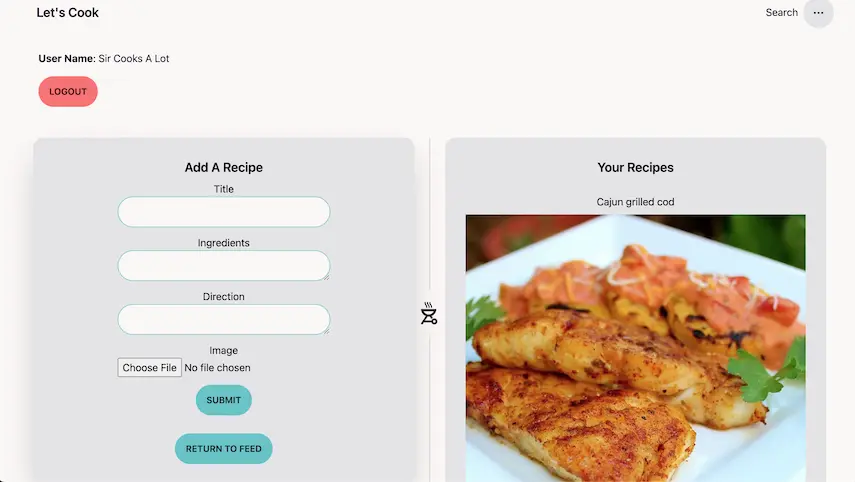 Let's Cook
Search
...
User Name: Sir Cooks A Lot
LOGOUT
Add A Recipe
Title
Ingredients
Direction
Image
Choose File No file chosen
SUBMIT
RETURN TO FEED
Your Recipes
Cajun grilled cod